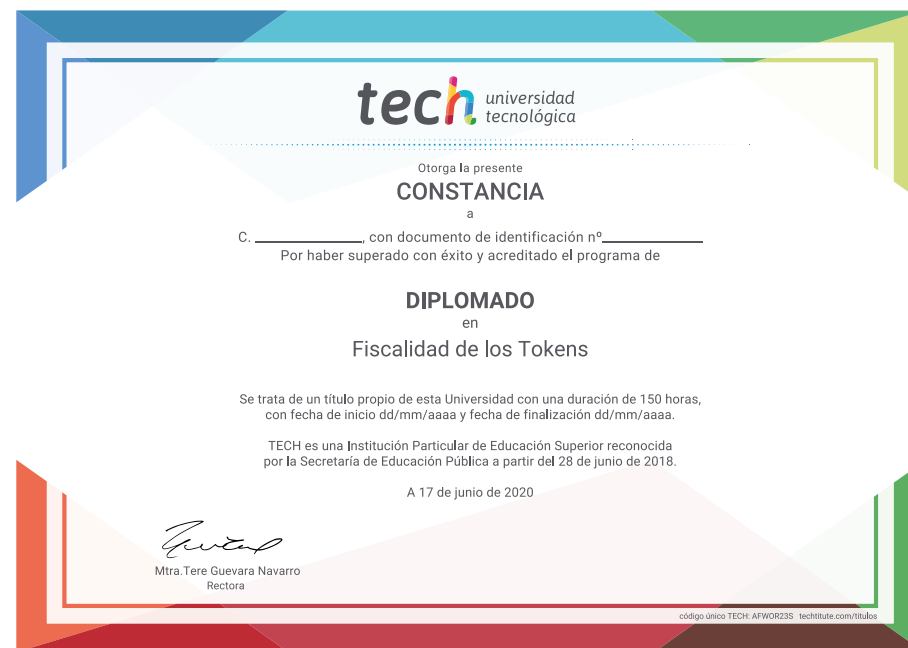 tech universidad
tecnológica
Otorga la presente
CONSTANCIA
a
C. ______________, con documento de identificación nº_____________
Por haber superado con éxito y acreditado el programa de
DIPLOMADO
en
Fiscalidad de los Tokens
Se trata de un título propio de esta Universidad con una duración de 150 horas,
con fecha de inicio dd/mm/aaaa y fecha de finalización dd/mm/aaaa.
TECH es una Institución Particular de Educación Superior reconocida
por la Secretaría de Educación Pública a partir del 28 de junio de 2018.
A 17 de junio de 2020
Mtra.Tere Guevara Navarro
Rectora
código único TECH: AFWOR23S techtitute.com/titulos